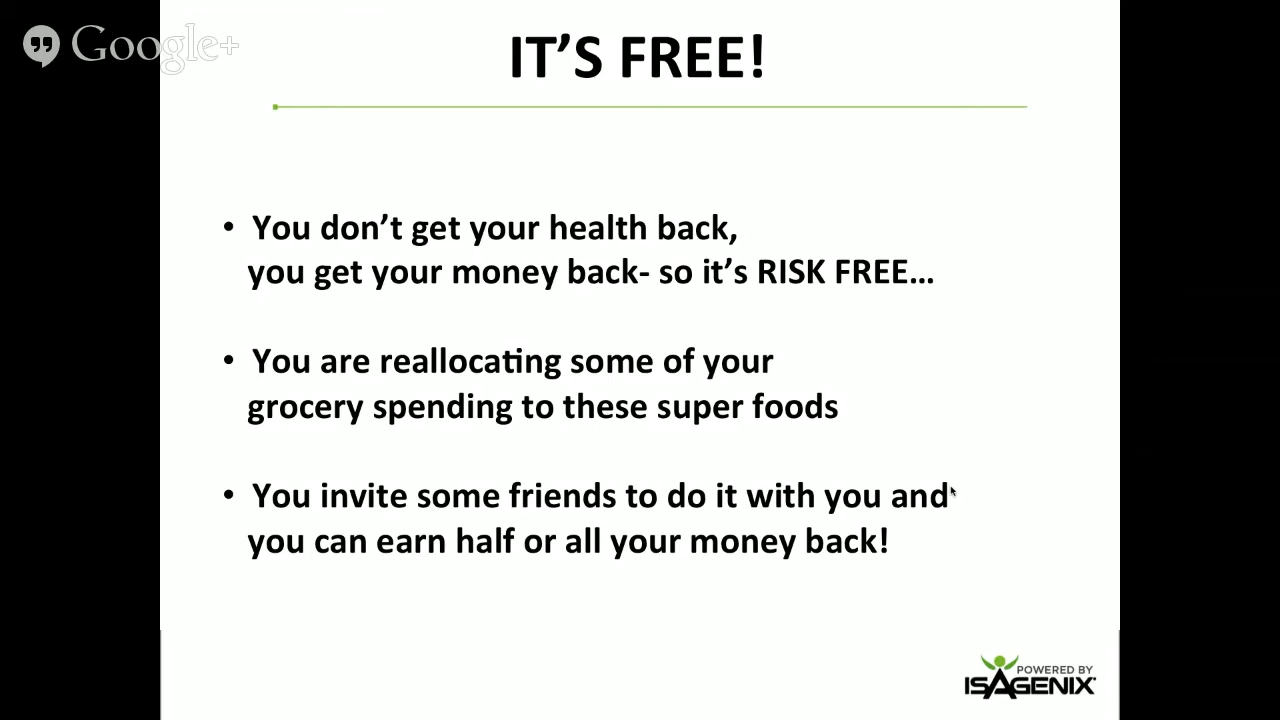 Google+
IT’S FREE!
• You don’t get your health back,
you get your money back- so it’s RISK FREE…
• You are reallocating some of your
grocery spending to these super foods
• You invite some friends to do it with you and
you can earn half or all your money back!
POWERED BY
ISAGENIX